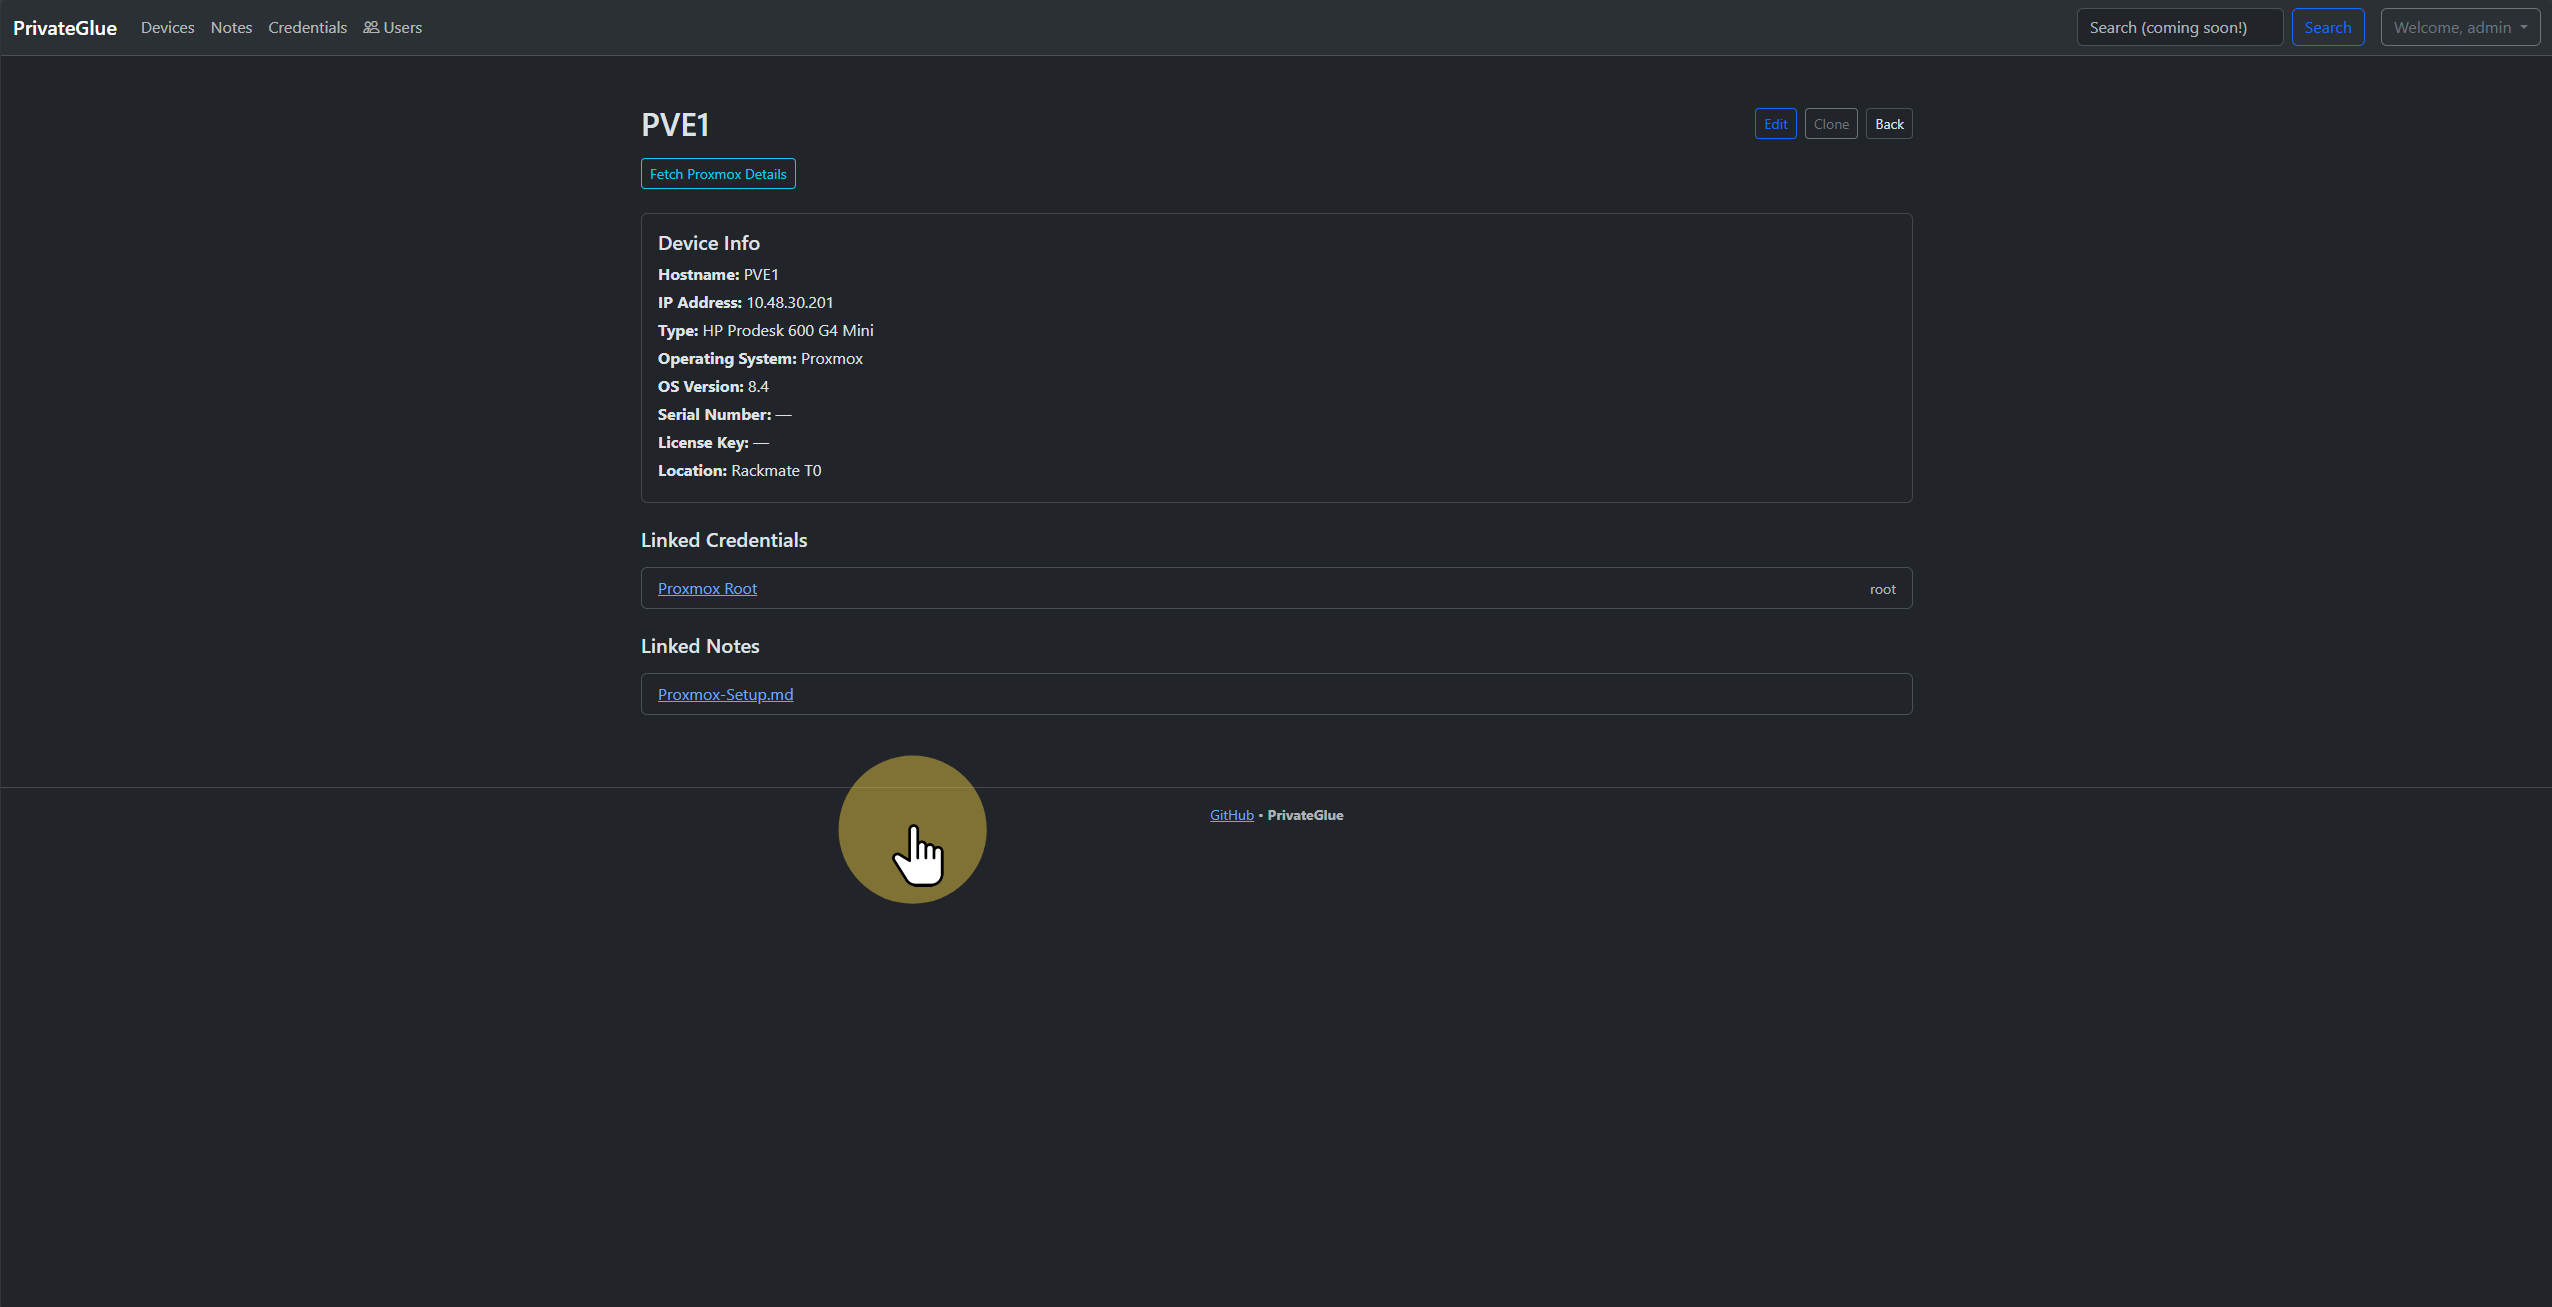 PrivateGlue Devices Notes Credentials Users Search (coming soon!) Search Welcome, admin
PVE1 Edit Clone Back
Fetch Proxmox Details
Device Info
Hostname: PVE1
IP Address: 10.48.30.201
Type: HP Prodesk 600 G4 Mini
Operating System: Proxmox
OS Version: 8.4
Serial Number: —
License Key: —
Location: Rackmate T0
Linked Credentials
Proxmox Root root
Linked Notes
Proxmox-Setup.md
GitHub • PrivateGlue